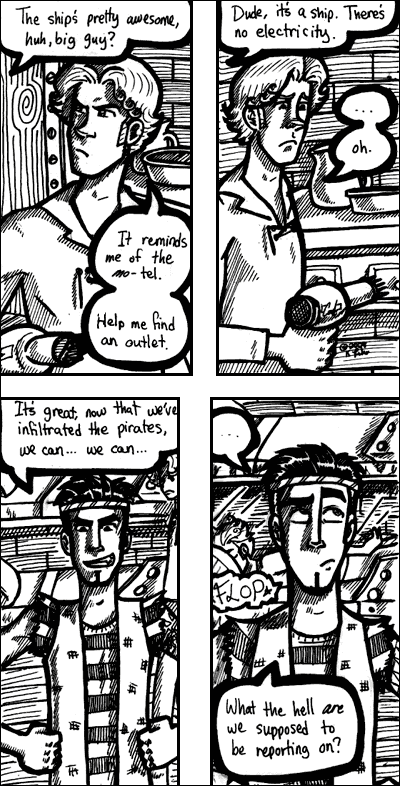 The ship's pretty awesome,
huh, big guy?
It reminds
me of the
mo-tel.
Help me find
an outlet.
Dude, it's a ship. There's
no electricity.
...
oh.
It's great, now that we've
infiltrated the pirates,
we can... we can...
...
FLOP
What the hell are
we supposed to
be reporting on?